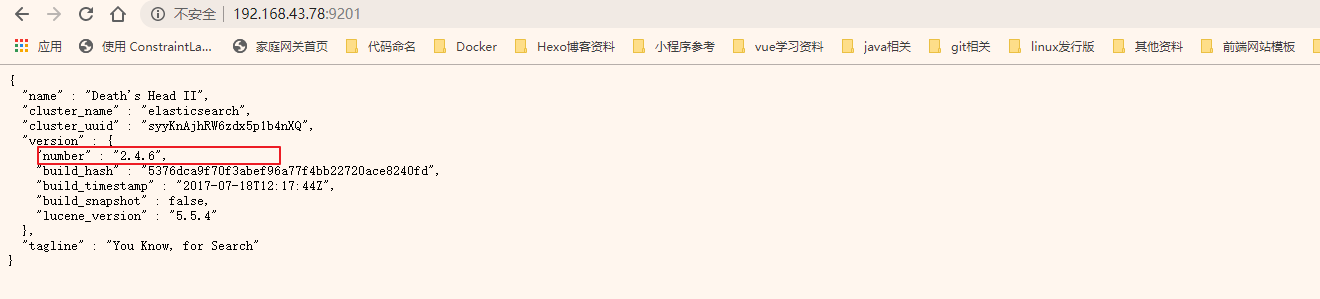 不安全 | 192.168.43.78:9201
应用 使用 ConstraintLa... 家庭网关首页 代码命名 Docker Hexo博客资料 小程序参考 vue学习资料 java相关 git相关 linux发行版 其他资料 前端网站模板
{
"name" : "Death's Head II",
"cluster_name" : "elasticsearch",
"cluster_uuid" : "syyKnAjhRW6zdx5p1b4nXQ",
"version" : {
"number" : "2.4.6",
"build_hash" : "5376dca9f70f3abef96a77f4bb22720ace8240fd",
"build_timestamp" : "2017-07-18T12:17:44Z",
"build_snapshot" : false,
"lucene_version" : "5.5.4"
},
"tagline" : "You Know, for Search"
}